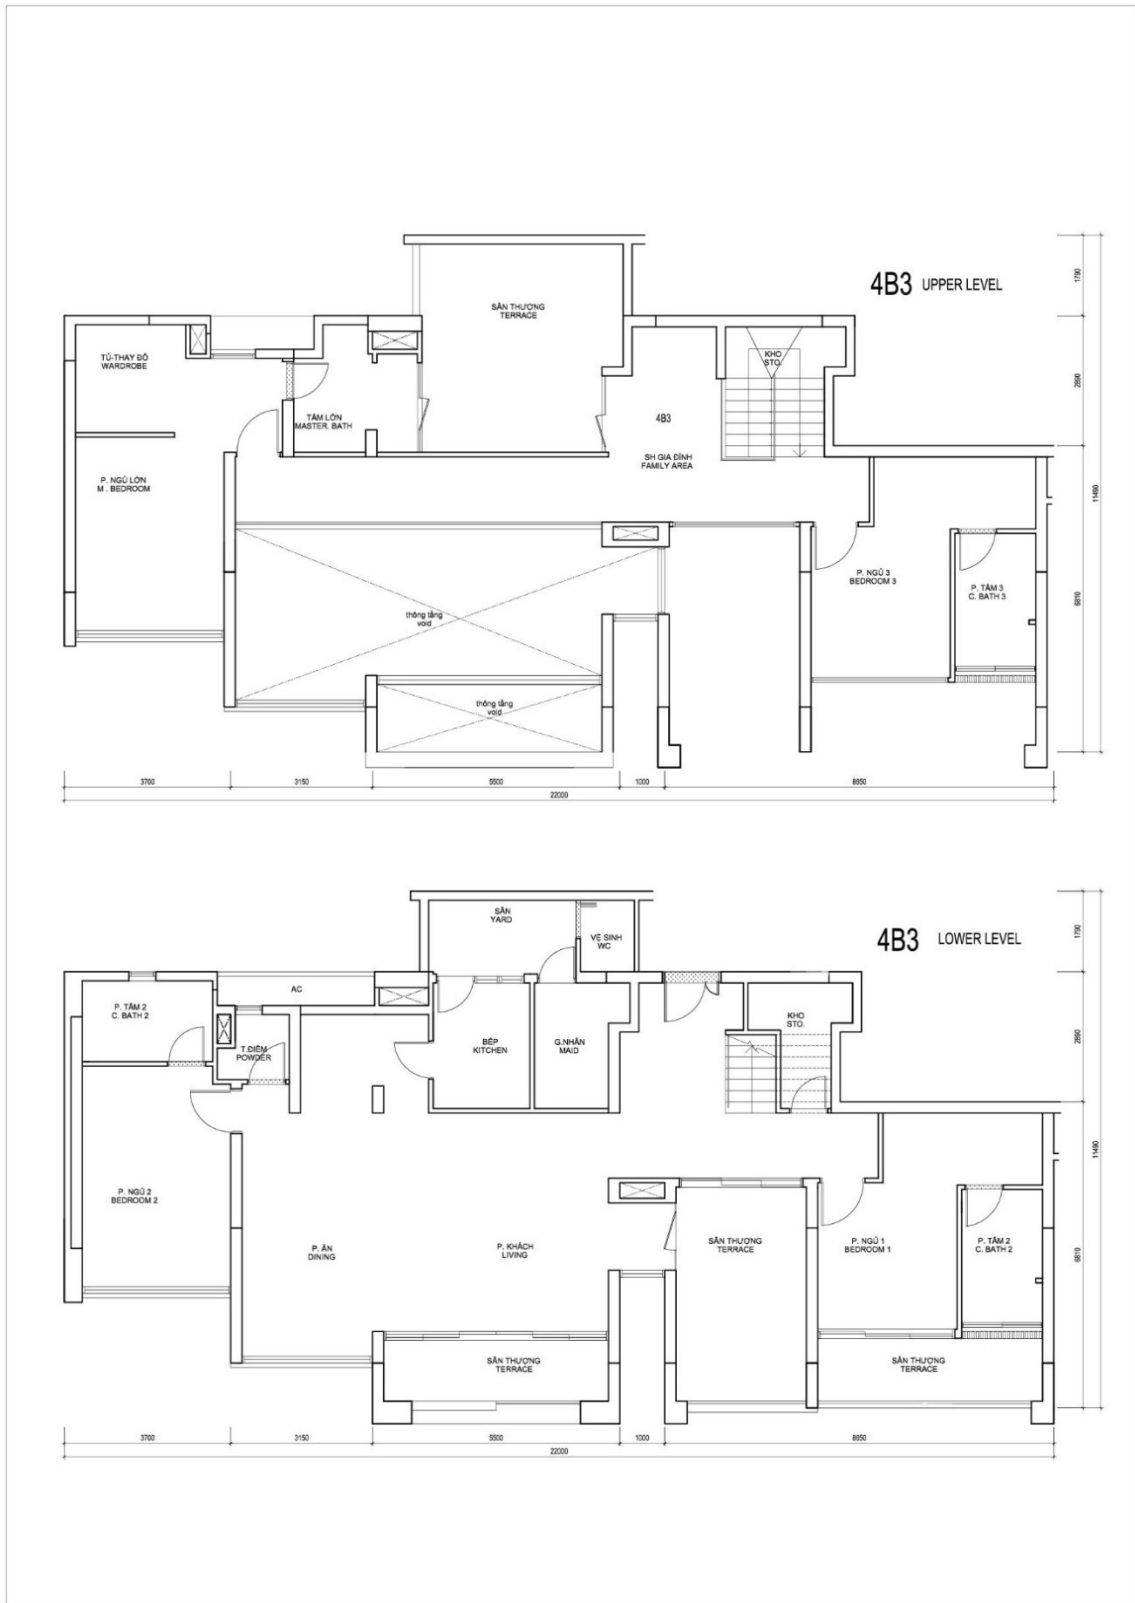 4B3 UPPER LEVEL
1790
SÂN THƯỢNG
TERRACE
TỦ-THAY ĐỒ
WARDROBE
KHO
STO.
2890
TẮM LỚN
MASTER. BATH
4B3
SH GIA ĐÌNH
FAMILY AREA
P. NGỦ LỚN
M . BEDROOM
11490
P. NGỦ 3
BEDROOM 3
P. TẮM 3
C. BATH 3
6810
thông tầng
void
thông tầng
void
3700
3150
5500
1000
8650
22000
SÂN
YARD
VỆ SINH
WC
4B3 LOWER LEVEL
1790
AC
P. TẮM 2
C. BATH 2
KHO
STO.
T.ĐIỂM
POWDER
BẾP
KITCHEN
G.NHÂN
MAID
2890
11490
P. NGỦ 2
BEDROOM 2
P. ĂN
DINING
P. KHÁCH
LIVING
SÂN THƯỢNG
TERRACE
P. NGỦ 1
BEDROOM 1
P. TẮM 2
C. BATH 2
6810
SÂN THƯỢNG
TERRACE
SÂN THƯỢNG
TERRACE
3700
3150
5500
1000
8650
22000